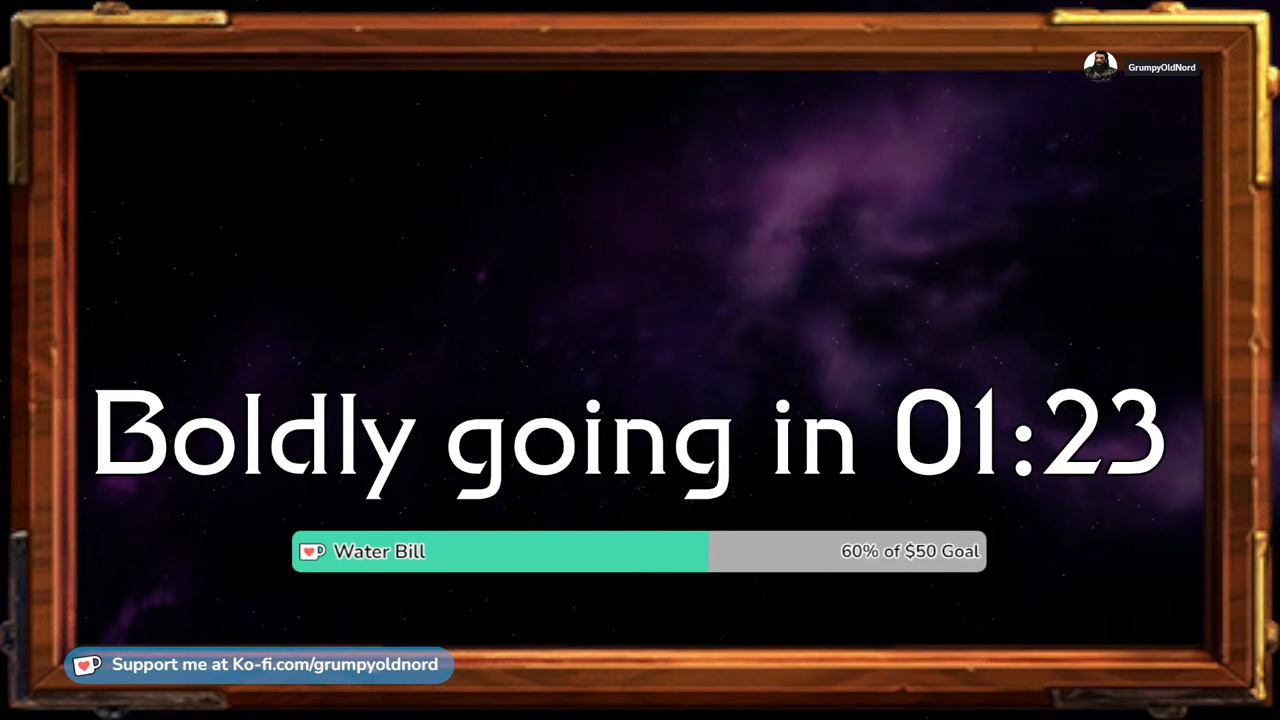 GrumpyOldNord
Boldly going in 01:23
Water Bill 60% of $50 Goal
Support me at Ko-fi.com/grumpyoldnord